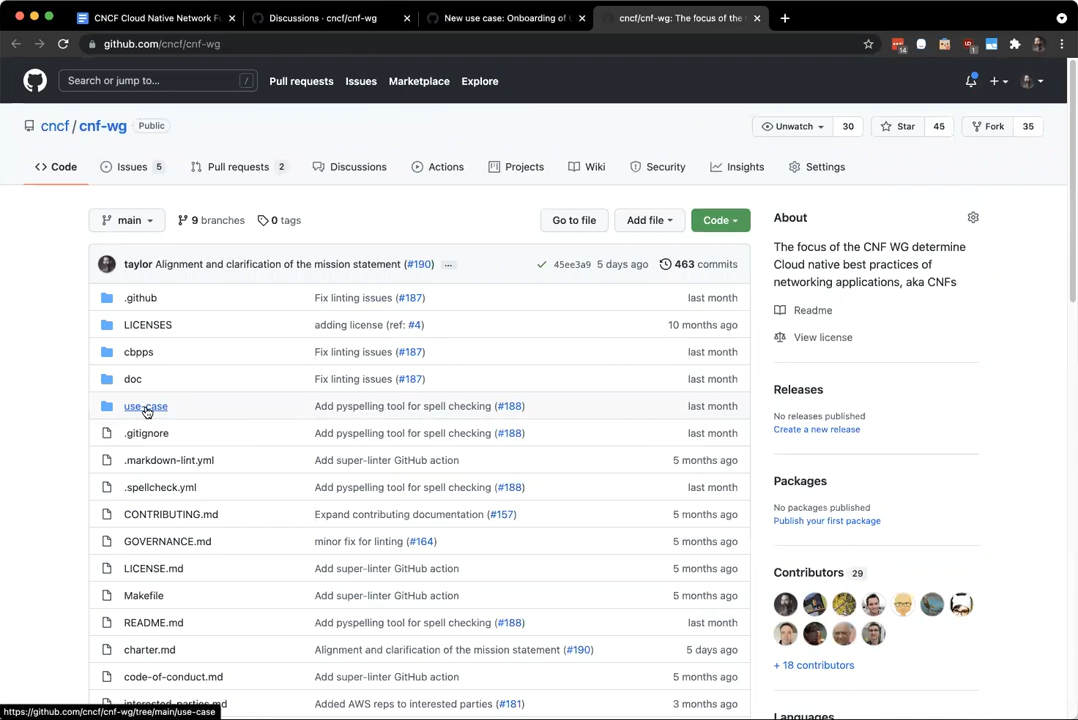 CNCF Cloud Native Network F
Discussions · cncf/cnf-wg
New use case: Onboarding of
cncf/cnf-wg: The focus of the
github.com/cncf/cnf-wg
14
1
Search or jump to...
/
Pull requests
Issues
Marketplace
Explore
cncf / cnf-wg
Public
Unwatch
30
Star
45
Fork
35
Code
Issues 5
Pull requests 2
Discussions
Actions
Projects
Wiki
Security
Insights
Settings
main
9 branches
0 tags
Go to file
Add file
Code
taylor Alignment and clarification of the mission statement (#190) ...
45ee3a9 5 days ago
463 commits
.github Fix linting issues (#187) last month
LICENSES adding license (ref: #4) 10 months ago
cbpps Fix linting issues (#187) last month
doc Fix linting issues (#187) last month
use-case Add pyspelling tool for spell checking (#188) last month
.gitignore Add pyspelling tool for spell checking (#188) last month
.markdown-lint.yml Add super-linter GitHub action 5 months ago
.spellcheck.yml Add pyspelling tool for spell checking (#188) last month
CONTRIBUTING.md Expand contributing documentation (#157) 5 months ago
GOVERNANCE.md minor fix for linting (#164) 5 months ago
LICENSE.md Add super-linter GitHub action 5 months ago
Makefile Add super-linter GitHub action 5 months ago
README.md Add pyspelling tool for spell checking (#188) last month
charter.md Alignment and clarification of the mission statement (#190) 5 days ago
code-of-conduct.md Add super-linter GitHub action 5 months ago
interested-parties.md Added AWS reps to interested parties (#181) 3 months ago
https://github.com/cncf/cnf-wg/tree/main/use-case
About
The focus of the CNF WG determine
Cloud native best practices of
networking applications, aka CNFs
Readme
View license
Releases
No releases published
Create a new release
Packages
No packages published
Publish your first package
Contributors 29
+ 18 contributors
Languages